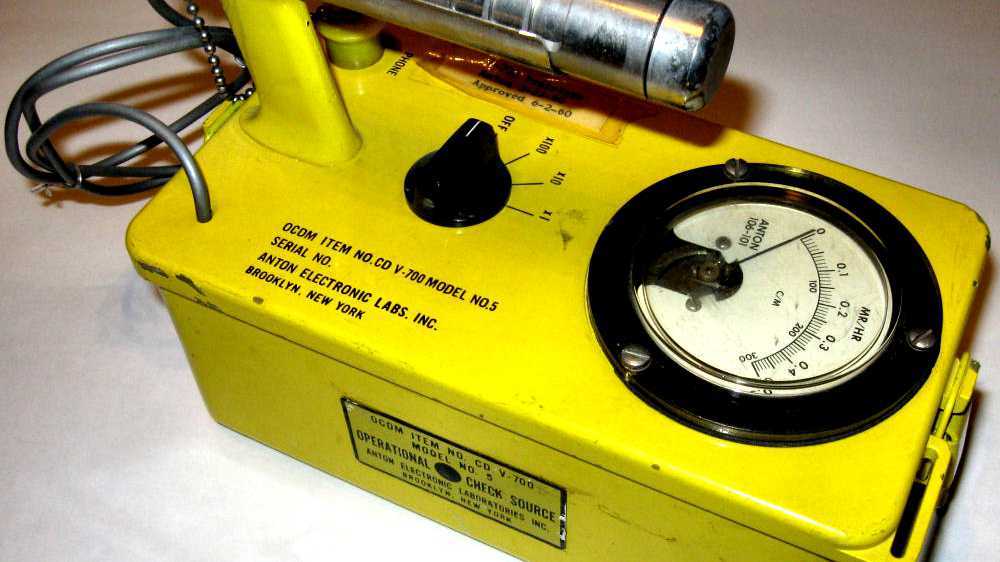 PHONE
Approved 6-2-60
OFF
X100
X10
X1
OCDM ITEM NO. CD V-700 MODEL NO. 5
SERIAL NO.
ANTON ELECTRONIC LABS, INC.
BROOKLYN, NEW YORK
ANTON
106-101
0
0.1
0.2
0.3
0.4
MR/HR
100
200
300
C/M
OCDM ITEM NO. CD V-700
MODEL NO. 5
OPERATIONAL CHECK SOURCE
ANTON ELECTRONIC LABORATORIES INC.
BROOKLYN, NEW YORK